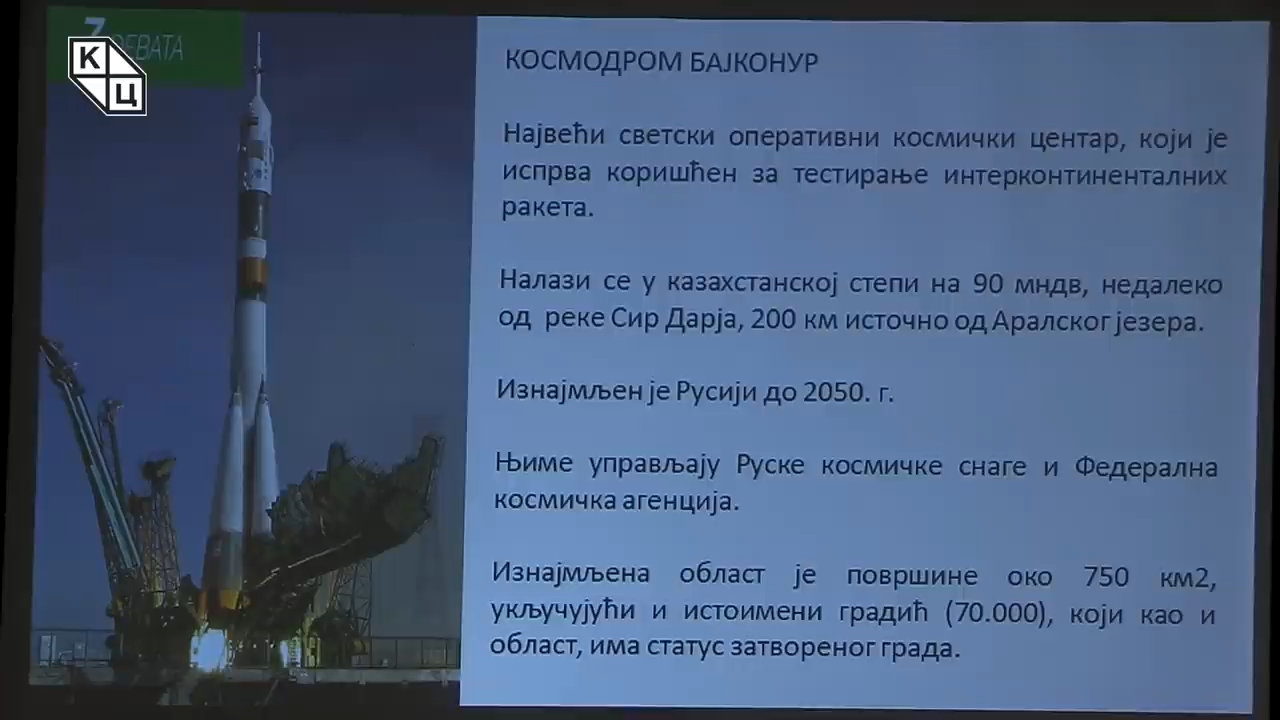 К
Ц
КОСМОДРОМ БАЈКОНУР
Највећи светски оперативни космички центар, који је
испрва коришћен за тестирање интерконтиненталних
ракета.
Налази се у казахстанској степи на 90 мндв, недалеко
од реке Сир Дарја, 200 км источно од Аралског језера.
Изнајмљен је Русији до 2050. г.
Њиме управљају Руске космичке снаге и Федерална
космичка агенција.
Изнајмљена област је површине око 750 км2,
укључујући и истоимени градић (70.000), који као и
област, има статус затвореног града.